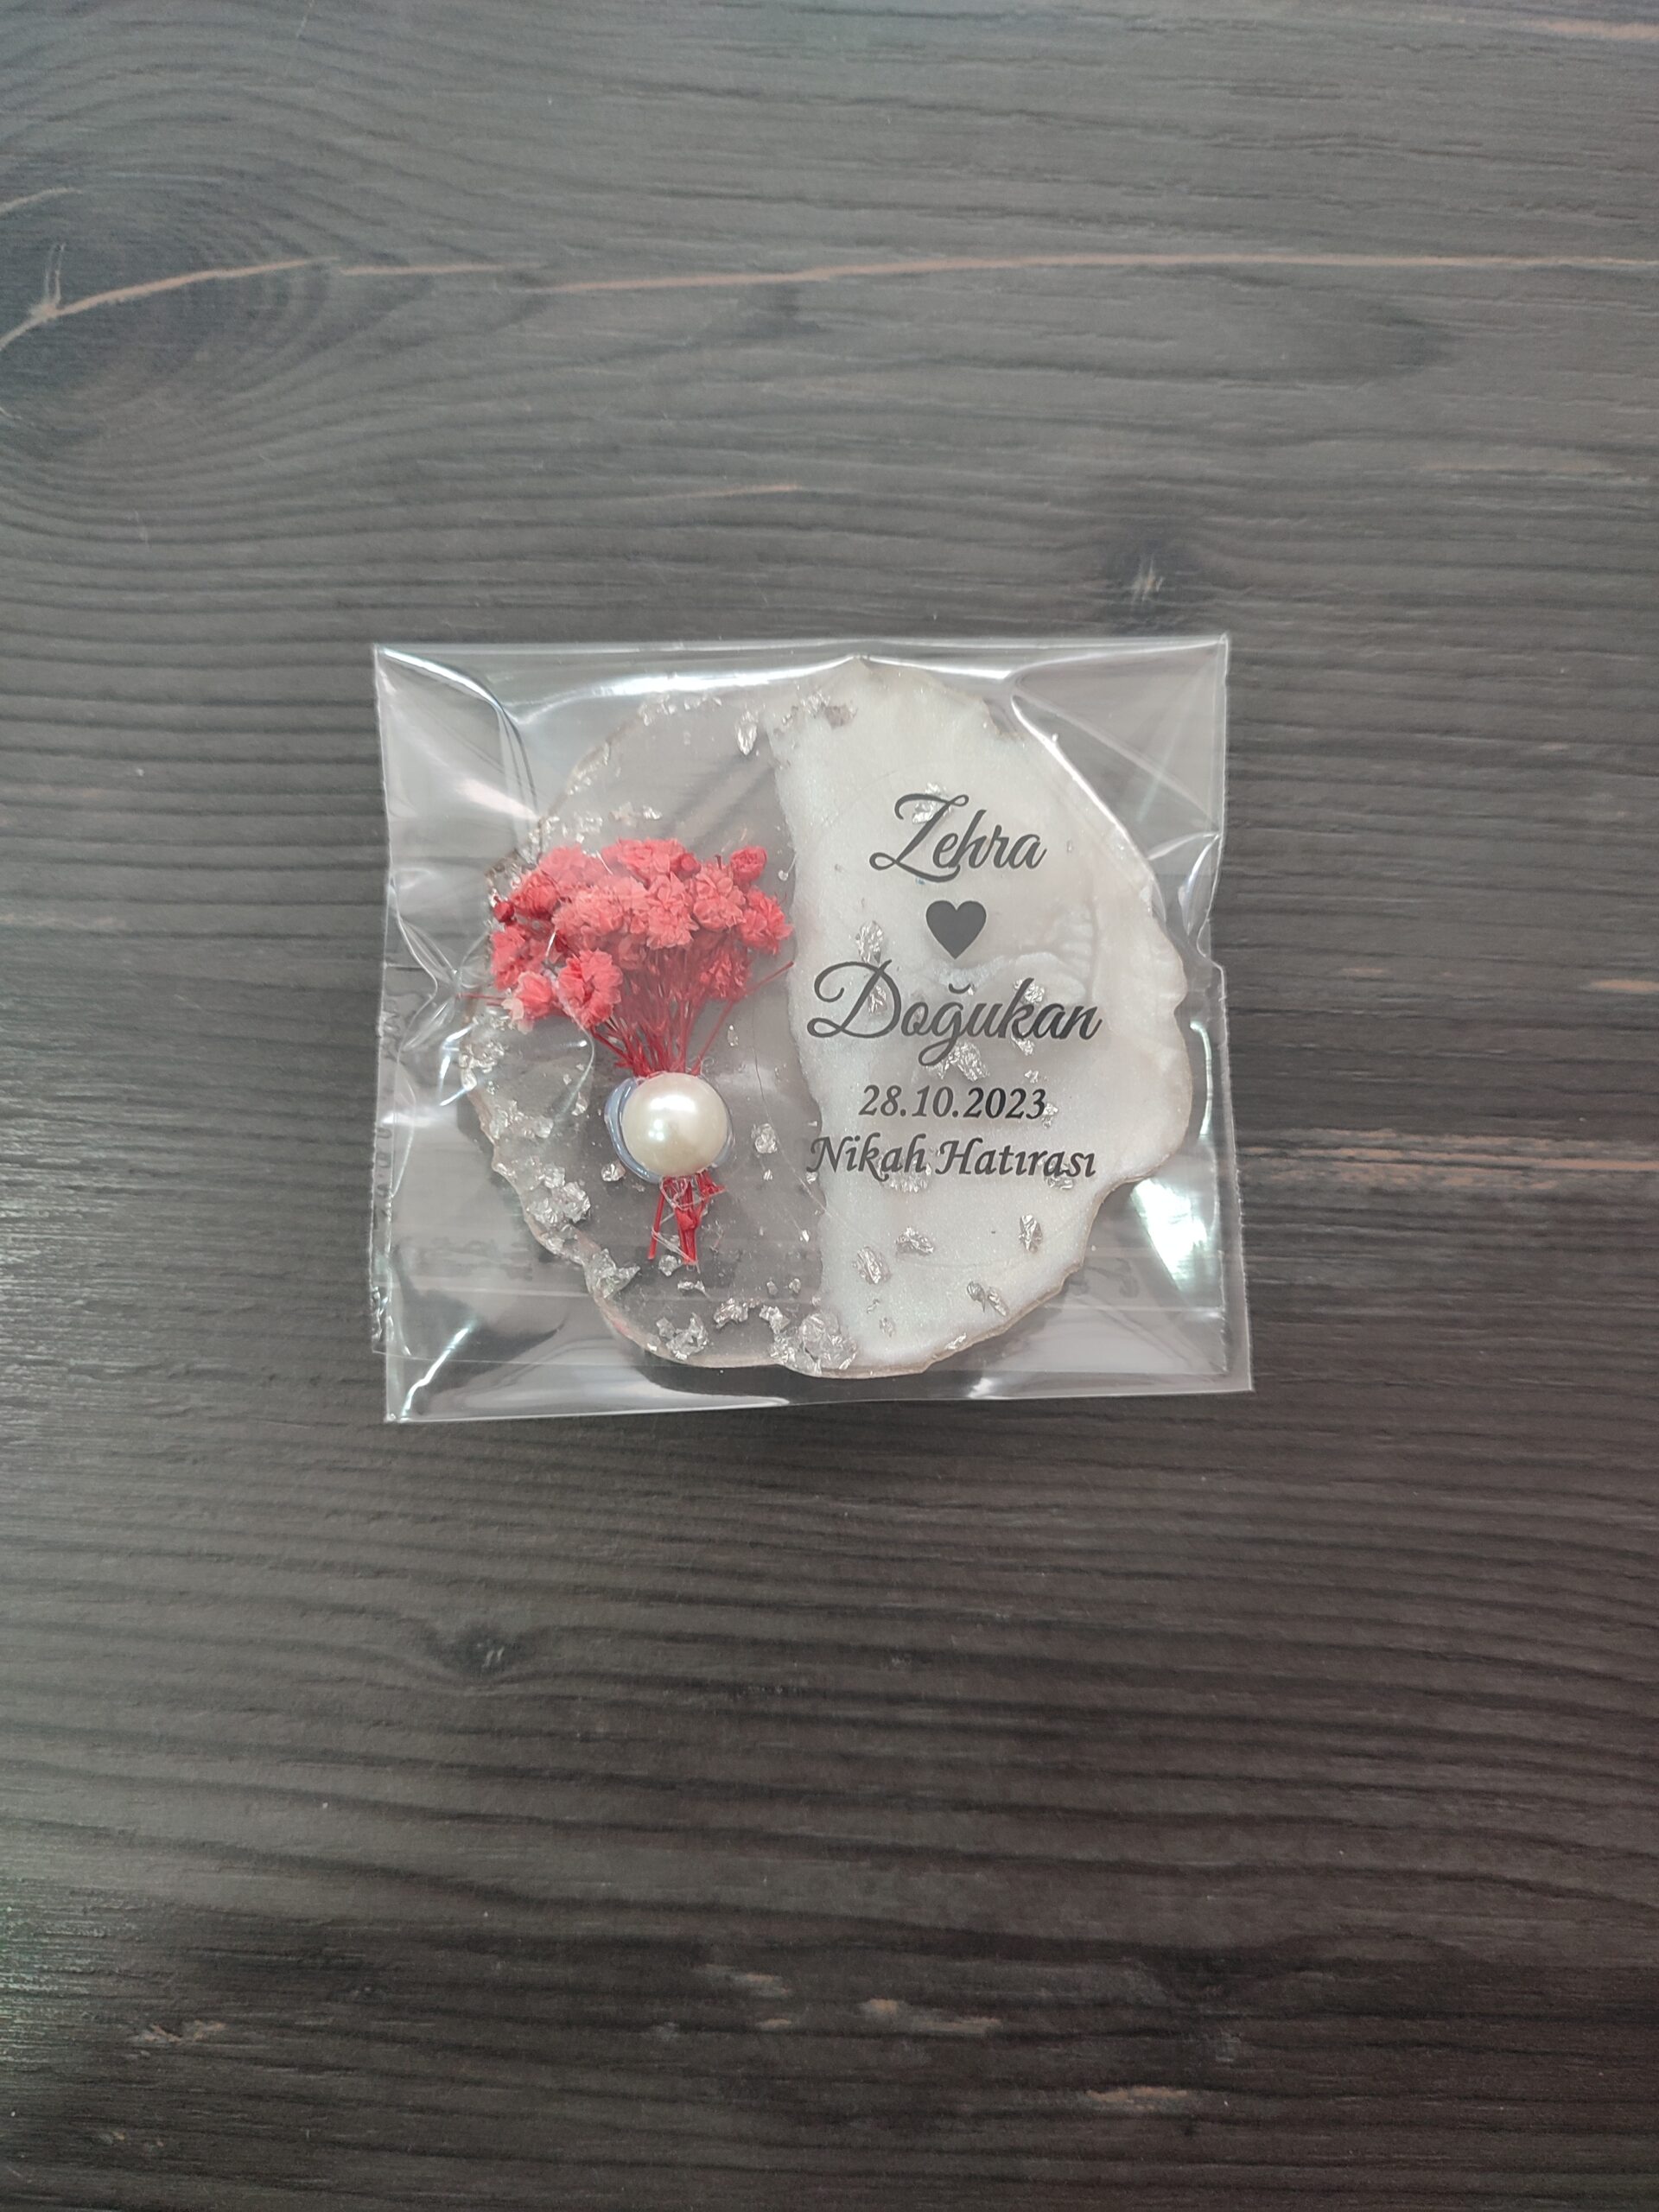 Zehra
Doğukan
28.10.2023
Nikah Hatırası